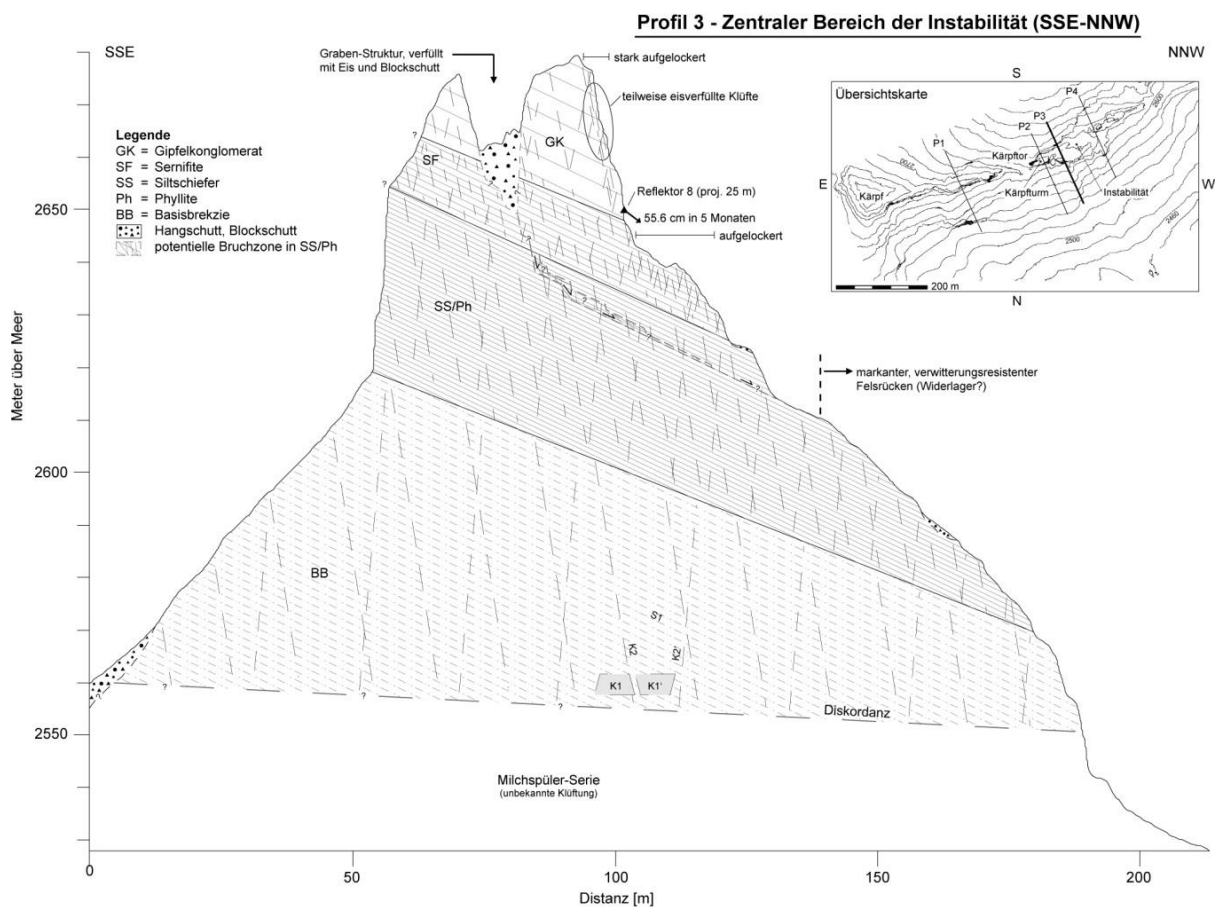 Profil 3 - Zentraler Bereich der Instabilität (SSE-NNW)
SSE
NNW
Graben-Struktur, verfüllt
mit Eis und Blockschutt
stark aufgelockert
teilweise eisverfüllte Klüfte
Legende
GK = Gipfelkonglomerat
SF = Sernifite
SS = Siltschiefer
Ph = Phyllite
BB = Basisbrekzie
Hangschutt, Blockschutt
potentielle Bruchzone in SS/Ph
GK
SF
Reflektor 8 (proj. 25 m)
55.6 cm in 5 Monaten
aufgelockert
SS/Ph
markanter, verwitterungsresistenter
Felsrücken (Widerlager?)
BB
S1
K2
K2'
K1
K1'
Diskordanz
Milchspüler-Serie
(unbekannte Klüftung)
Meter über Meer
2650
2600
2550
0
50
100
150
200
Distanz [m]
S
Übersichtskarte
P4
P3
P2
P1
2600
2700
Kärpftor
E
Kärpf
Kärpfturm
Instabilität
W
2500
2400
200 m
N